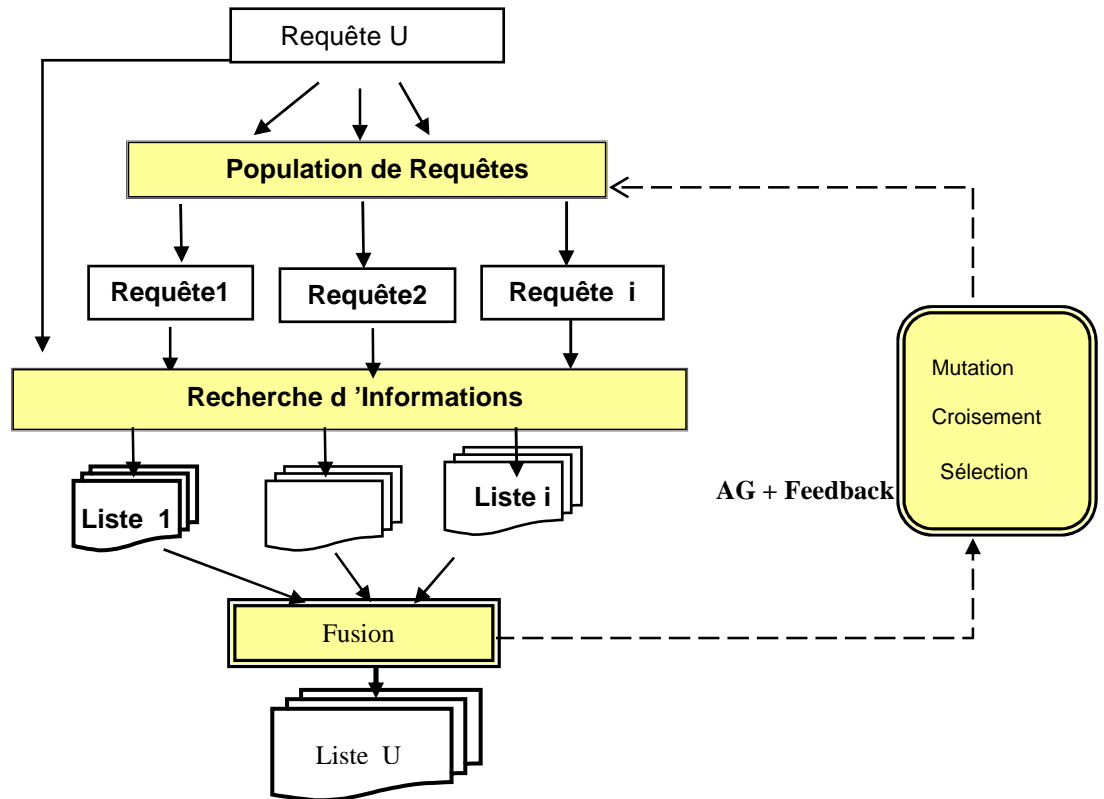 Requête U
Population de Requêtes
Requête1
Requête2
Requête i
Recherche d ’Informations
Mutation
Croisement
Sélection
AG + Feedback
Liste 1
Liste i
Fusion
Liste U